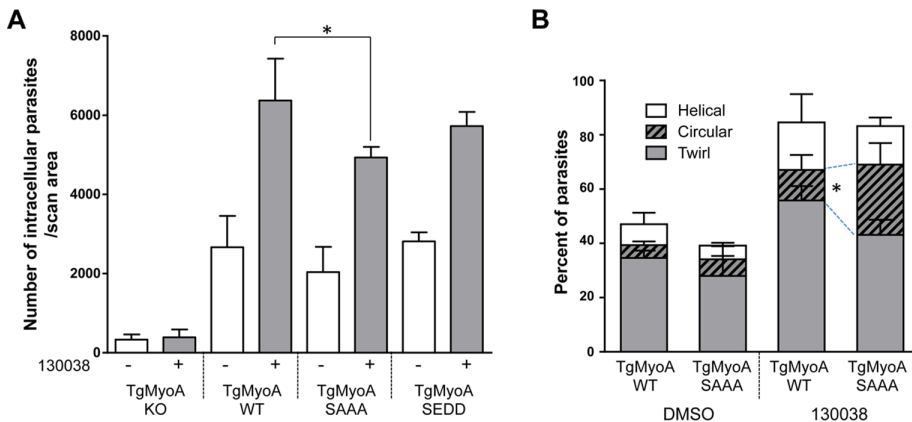 A
Number of intracellular parasites
/scan area
8000
6000
4000
2000
0
*
130038 - + - + - + - +
TgMyoA TgMyoA TgMyoA TgMyoA
KO WT SAAA SEDD
B
Percent of parasites
100
80
60
40
20
0
Helical
Circular
Twirl
*
TgMyoA TgMyoA TgMyoA TgMyoA
WT SAAA WT SAAA
DMSO 130038